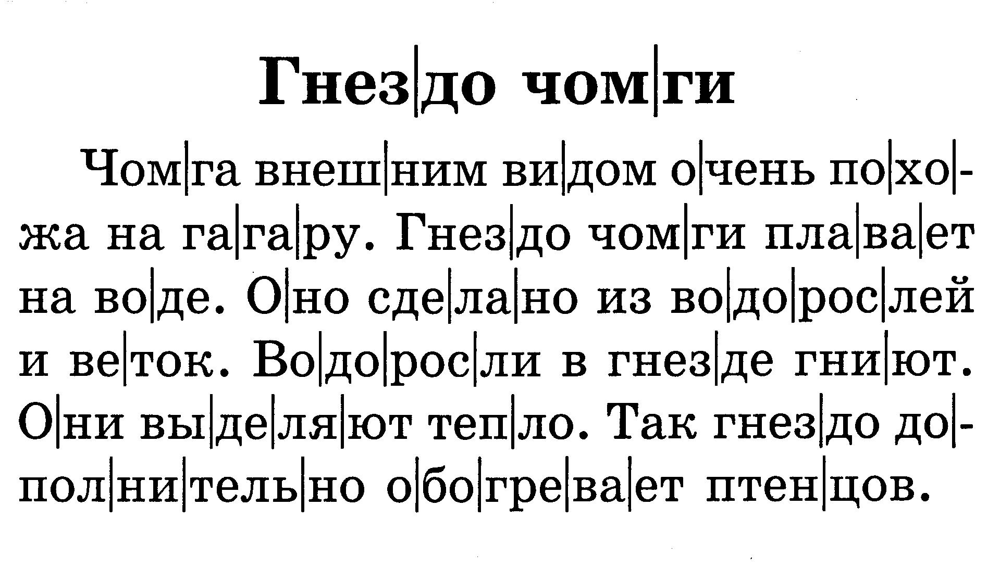 Гнез|до чом|ги
Чом|га внеш|ним ви|дом о|чень по|хо|-
жа на га|га|ру. Гнез|до чом|ги пла|ва|ет
на во|де. О|но сде|ла|но из во|до|рос|лей
и ве|ток. Во|до|рос|ли в гнез|де гни|ют.
О|ни вы|де|ля|ют теп|ло. Так гнез|до до|-
пол|ни|тель|но о|бо|гре|ва|ет птен|цов.